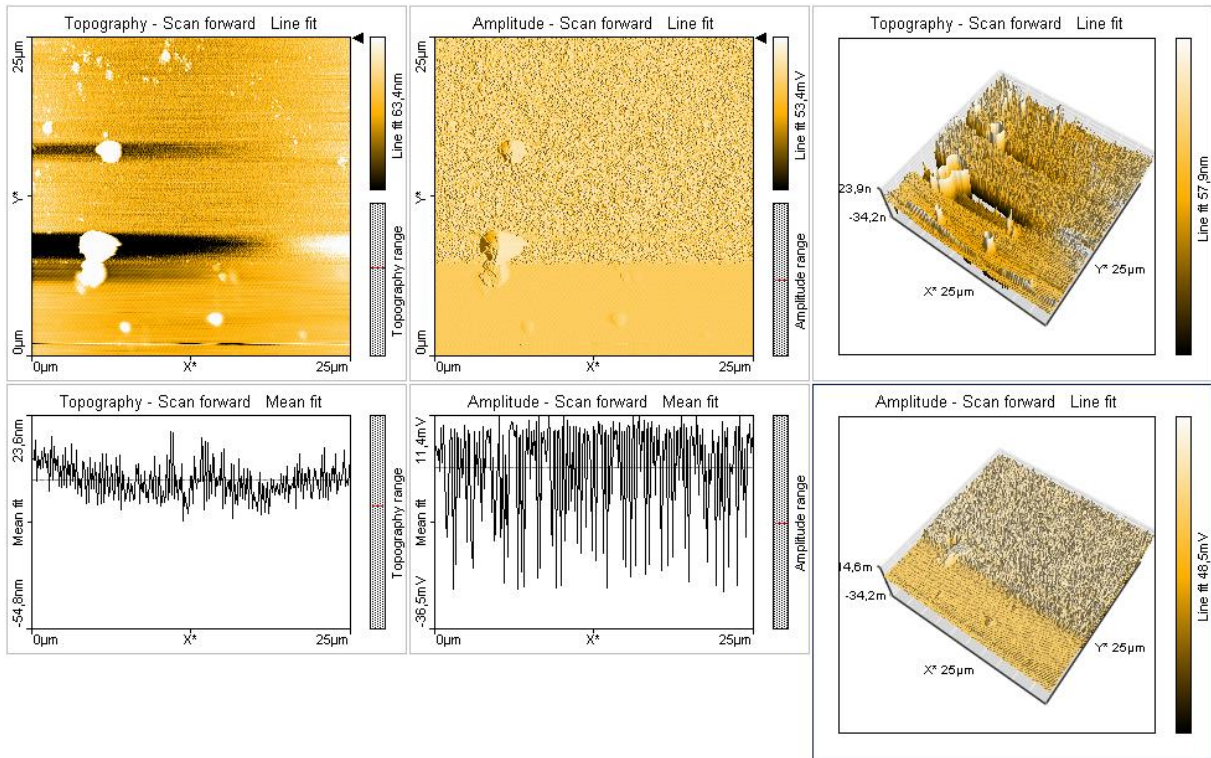 Topography - Scan forward Line fit
25µm
Y*
0µm
0µm
X*
25µm
Line fit 63,4nm
Topography range
Amplitude - Scan forward Line fit
25µm
Y*
0µm
0µm
X*
25µm
Line fit 53,4mV
Amplitude range
Topography - Scan forward Line fit
23,9n
-34,2n
X* 25µm
Y* 25µm
Line fit 57,9nm
Topography - Scan forward Mean fit
23,6nm
Mean fit
-54,8nm
0µm
X*
25µm
Topography range
Amplitude - Scan forward Mean fit
11,4mV
Mean fit
-36,5mV
0µm
X*
25µm
Amplitude range
Amplitude - Scan forward Line fit
14,6m
-34,2m
X* 25µm
Y* 25µm
Line fit 48,5mV